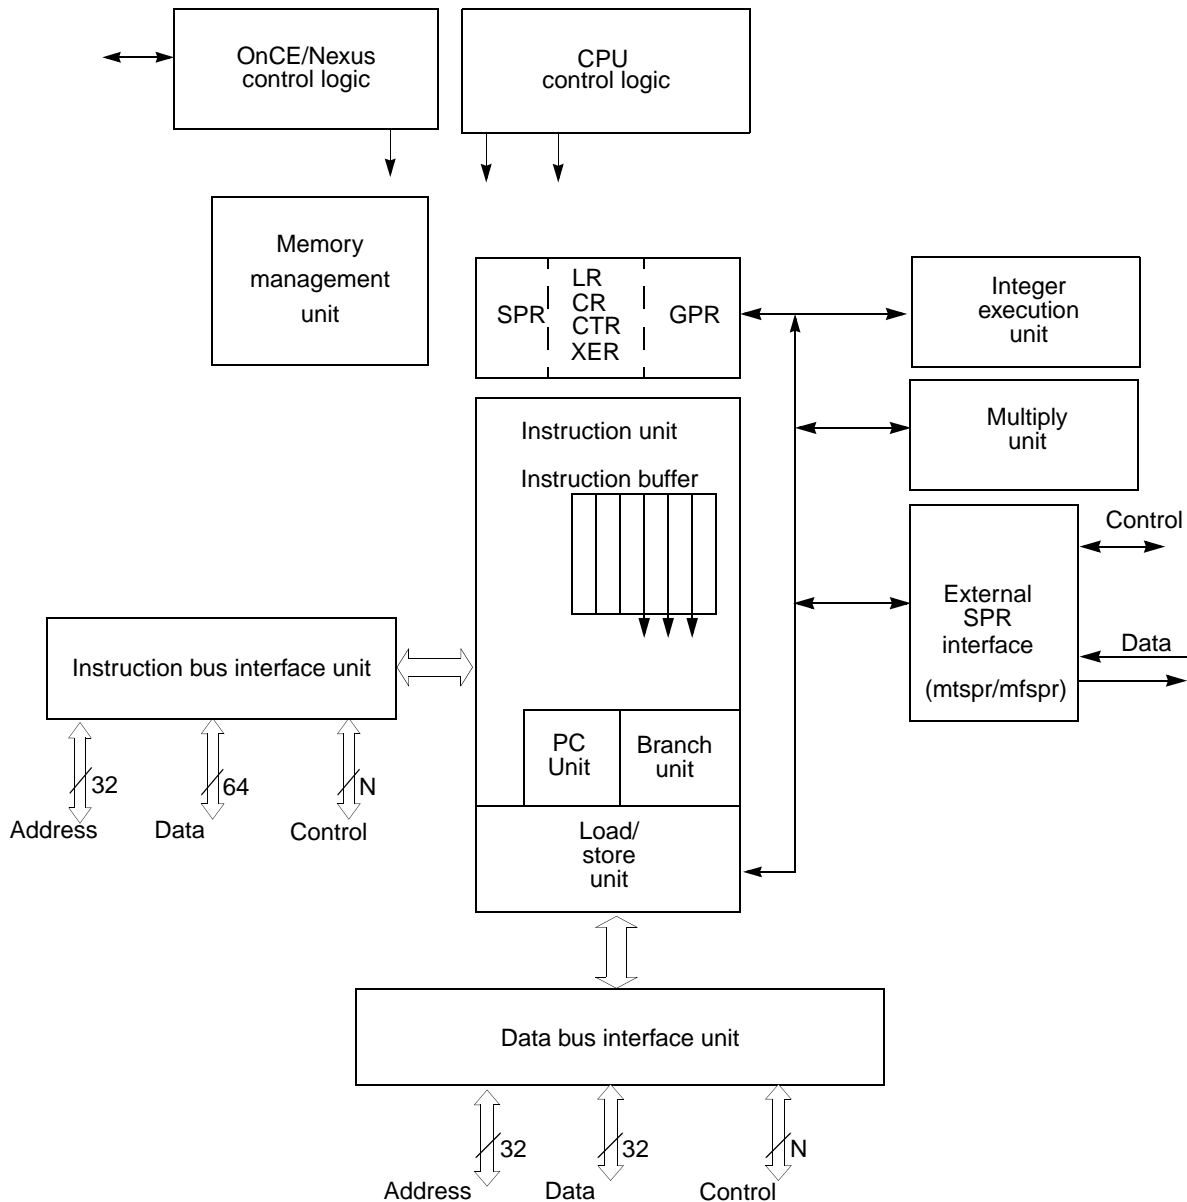 OnCE/Nexus
control logic
CPU
control logic
Memory
management
unit
SPR
LR
CR
CTR
XER
GPR
Integer
execution
unit
Instruction unit
Instruction buffer
Multiply
unit
Control
External
SPR
interface
(mtspr/mfspr)
Data
Instruction bus interface unit
PC
Unit
Branch
unit
32
64
N
Address
Data
Control
Load/
store
unit
Data bus interface unit
32
32
N
Address
Data
Control